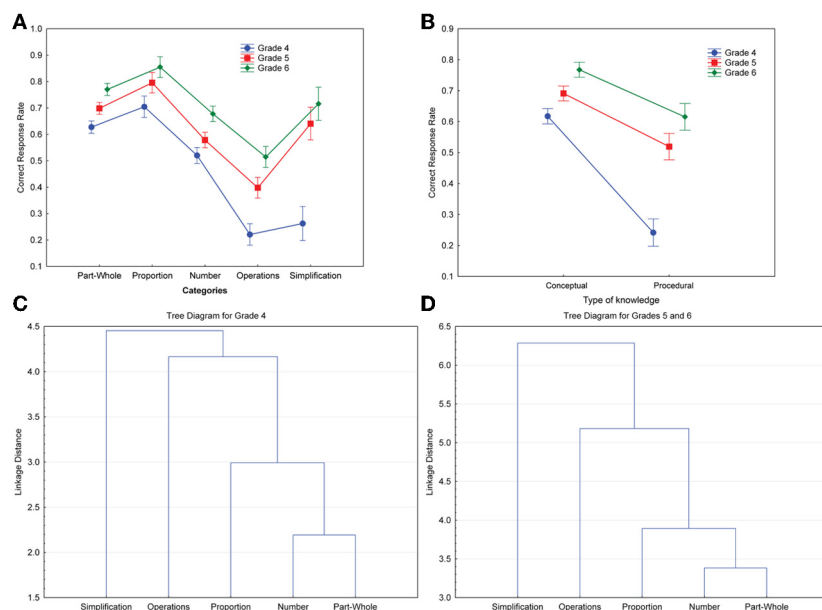 A
Correct Response Rate
1.0
0.9
0.8
0.7
0.6
0.5
0.4
0.3
0.2
0.1
Grade 4
Grade 5
Grade 6
Part-Whole Proportion Number Operations Simplification
Categories
B
Correct Response Rate
0.9
0.8
0.7
0.6
0.5
0.4
0.3
0.2
0.1
Grade 4
Grade 5
Grade 6
Conceptual Procedural
Type of knowledge
C
Tree Diagram for Grade 4
Linkage Distance
4.5
4.0
3.5
3.0
2.5
2.0
1.5
Simplification Operations Proportion Number Part-Whole
D
Tree Diagram for Grades 5 and 6
Linkage Distance
6.5
6.0
5.5
5.0
4.5
4.0
3.5
3.0
Simplification Operations Proportion Number Part-Whole